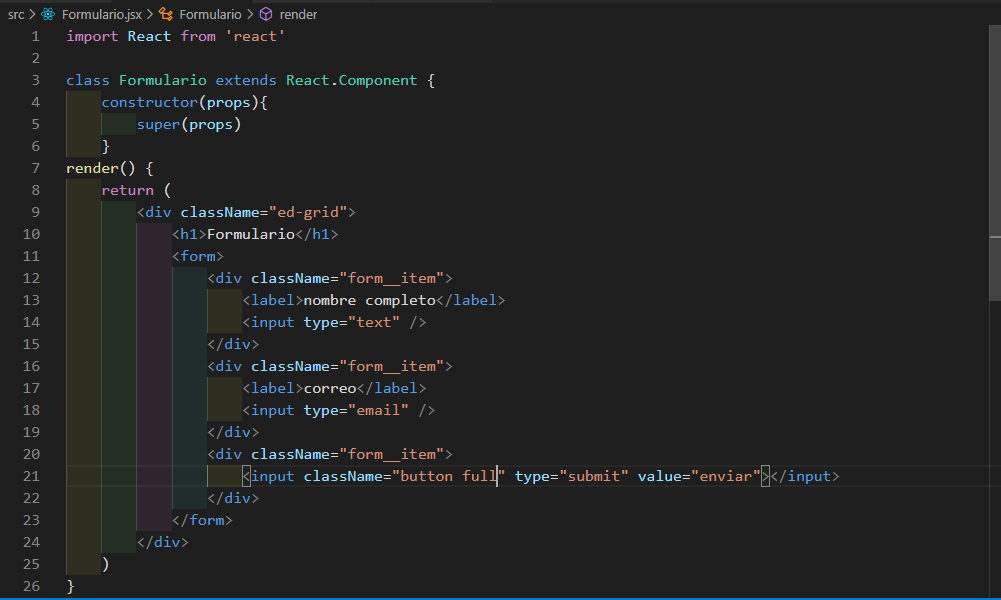 src > Formulario.jsx > Formulario > render
1 import React from 'react'
2
3 class Formulario extends React.Component {
4 constructor(props){
5 super(props)
6 }
7 render() {
8 return (
9 <div className="ed-grid">
10 <h1>Formulario</h1>
11 <form>
12 <div className="form__item">
13 <label>nombre completo</label>
14 <input type="text" />
15 </div>
16 <div className="form__item">
17 <label>correo</label>
18 <input type="email" />
19 </div>
20 <div className="form__item">
21 <input className="button full" type="submit" value="enviar"></input>
22 </div>
23 </form>
24 </div>
25 )
26 }